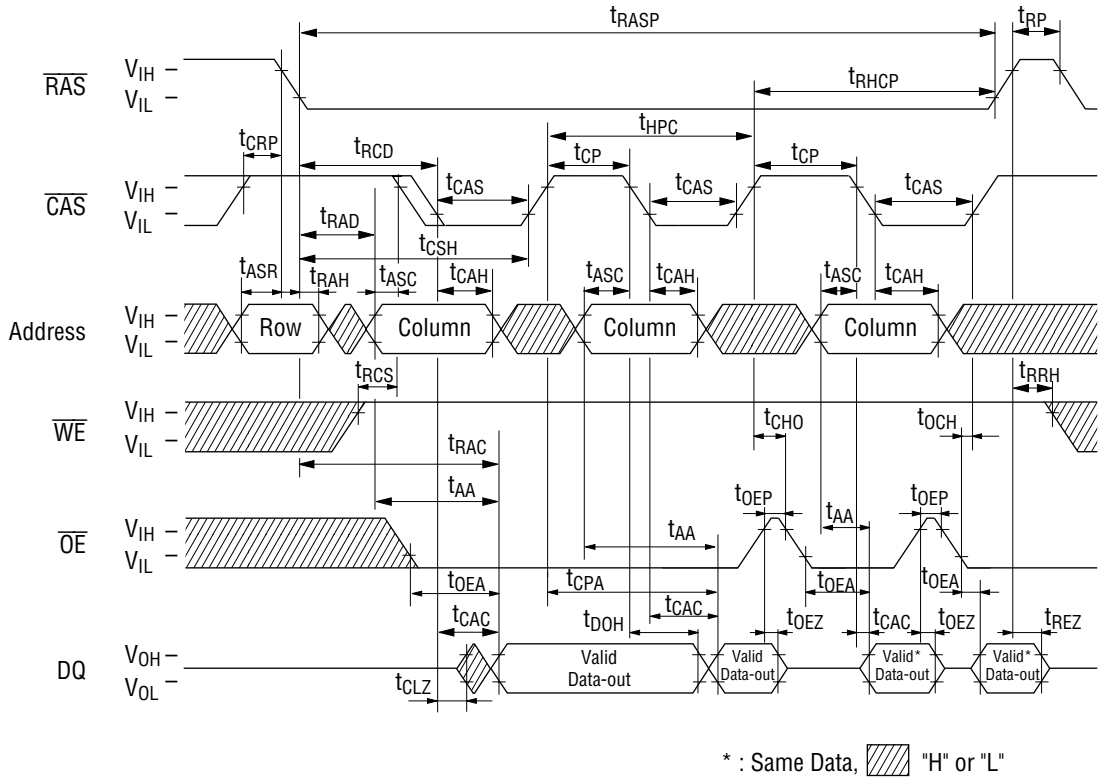 tRASP
tRP
RAS
VIH
VIL
tRHCP
tHPC
tCRP
tRCD
tCP
tCP
CAS
VIH
VIL
tCAS
tCAS
tCAS
tRAD
tCSH
tASR
tRAH
tASC
tCAH
tASC
tCAH
tASC
tCAH
Address
VIH
VIL
Row
Column
Column
Column
tRCS
tRRH
WE
VIH
VIL
tCHO
tOCH
tRAC
tAA
tOEP
tOEP
OE
VIH
VIL
tAA
tAA
tOEA
tCPA
tOEA
tOEA
tCAC
tDOH
tCAC
tOEZ
tCAC
tOEZ
tREZ
DQ
VOH
VOL
Valid
Data-out
Valid
Data-out
Valid*
Data-out
Valid*
Data-out
tCLZ
* : Same Data, "H" or "L"